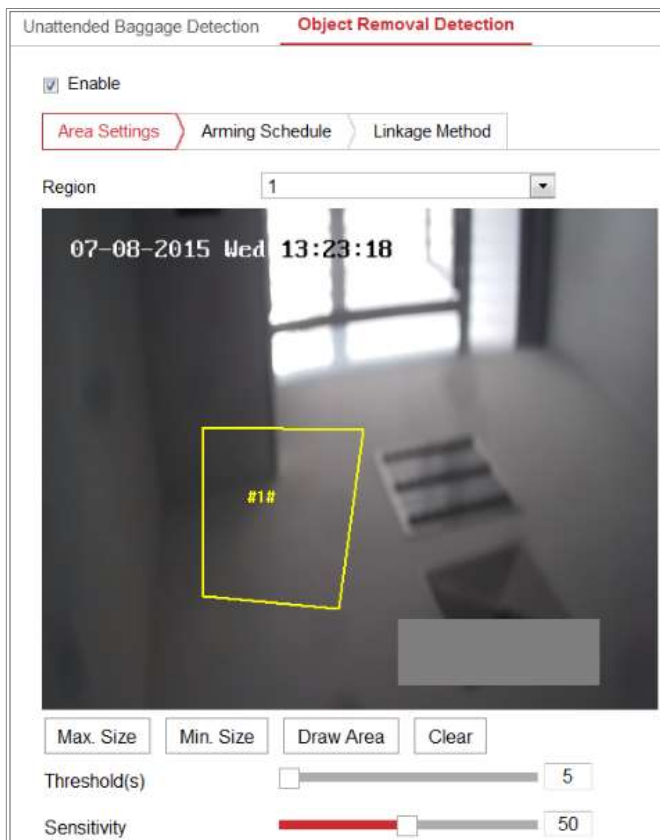 Unattended Baggage Detection Object Removal Detection
Enable
Area Settings Arming Schedule Linkage Method
Region 1
07-08-2015 Wed 13:23:18
#1#
Max. Size Min. Size Draw Area Clear
Threshold(s) 5
Sensitivity 50